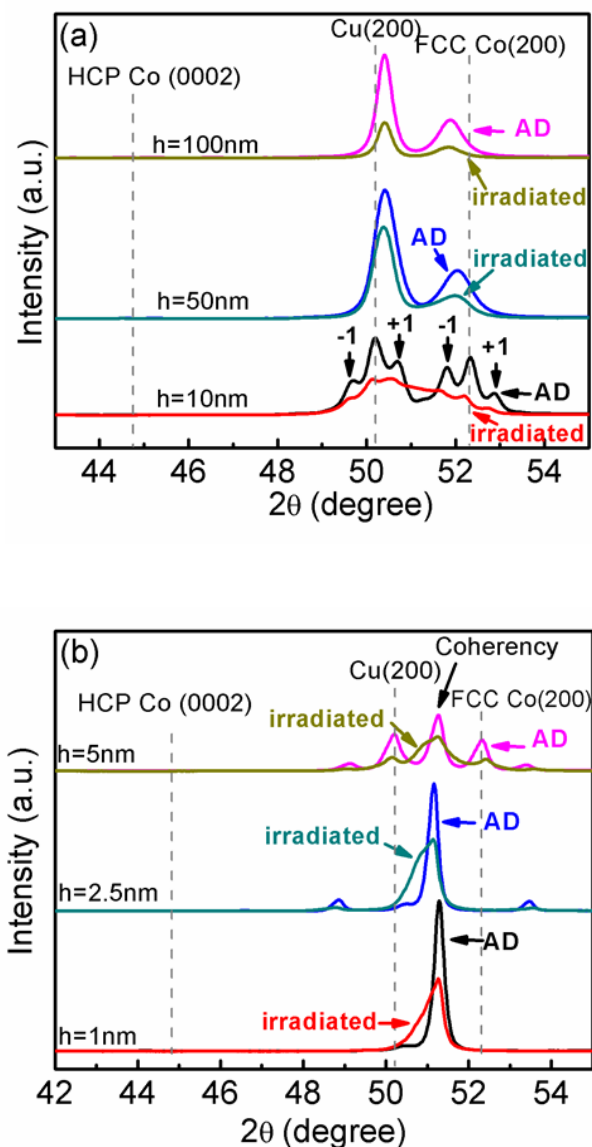 (a)
Cu(200)
FCC Co(200)
HCP Co (0002)
AD
h=100nm
irradiated
AD
irradiated
h=50nm
-1
+1
-1
+1
AD
h=10nm
irradiated
Intensity (a.u.)
44 46 48 50 52 54
2θ (degree)
(b)
Coherency
Cu(200)
HCP Co (0002)
FCC Co(200)
irradiated
AD
h=5nm
AD
irradiated
h=2.5nm
AD
irradiated
h=1nm
Intensity (a.u.)
42 44 46 48 50 52 54
2θ (degree)